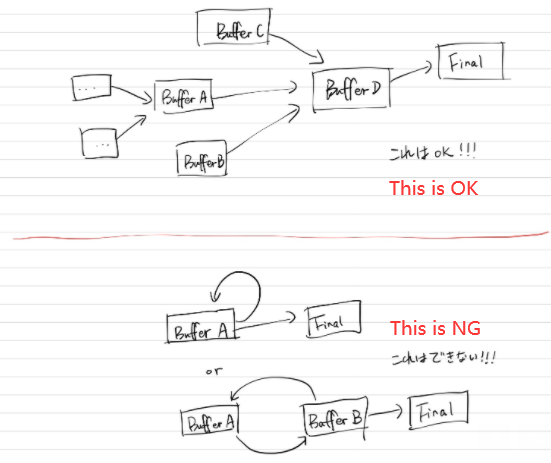 Buffer C
Final
...
Buffer A
Buffer D
...
Buffer B
これはOK!!!
This is OK
Buffer A
Final
This is NG
これはできない!!!
or
Buffer A
Buffer B
Final